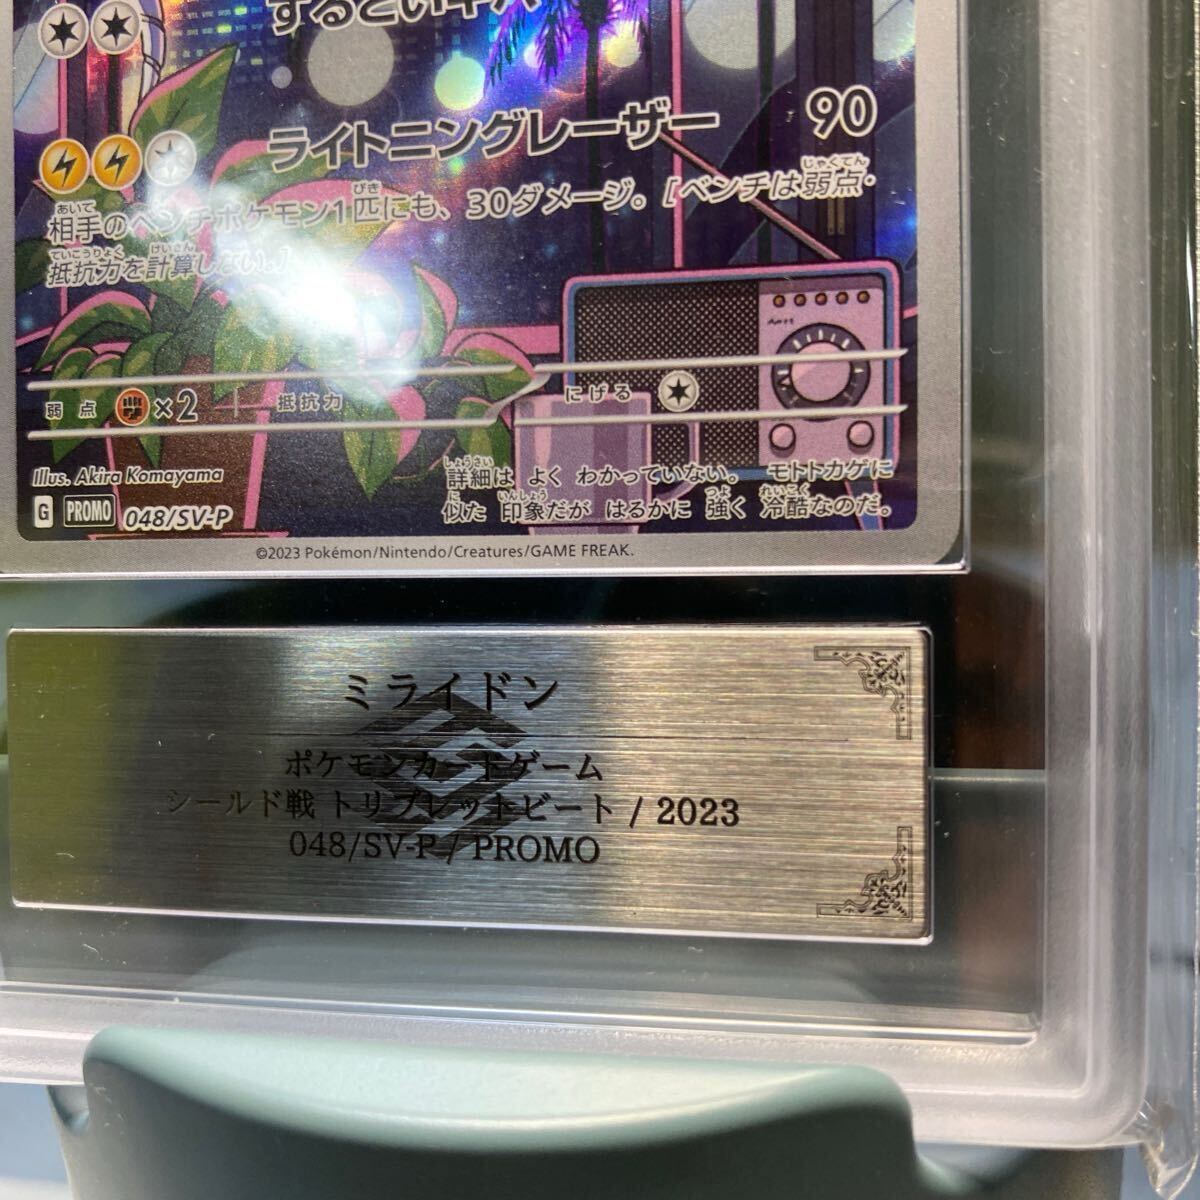 するどいキバ
ライトニングレーザー 90
相手のベンチポケモン1匹にも、30ダメージ。[ベンチは弱点・
抵抗力を計算しない。]
弱点 ×2 抵抗力 にげる
Illus. Akira Komayama
詳細は よく わかっていない。 モトトカゲに
似た 印象だが はるかに 強く 冷酷なのだ。
G PROMO 048/SV-P
©2023 Pokémon/Nintendo/Creatures/GAME FREAK.
ミライドン
ポケモンカードゲーム
シールド戦 トリプレットビート / 2023
048/SV-P / PROMO